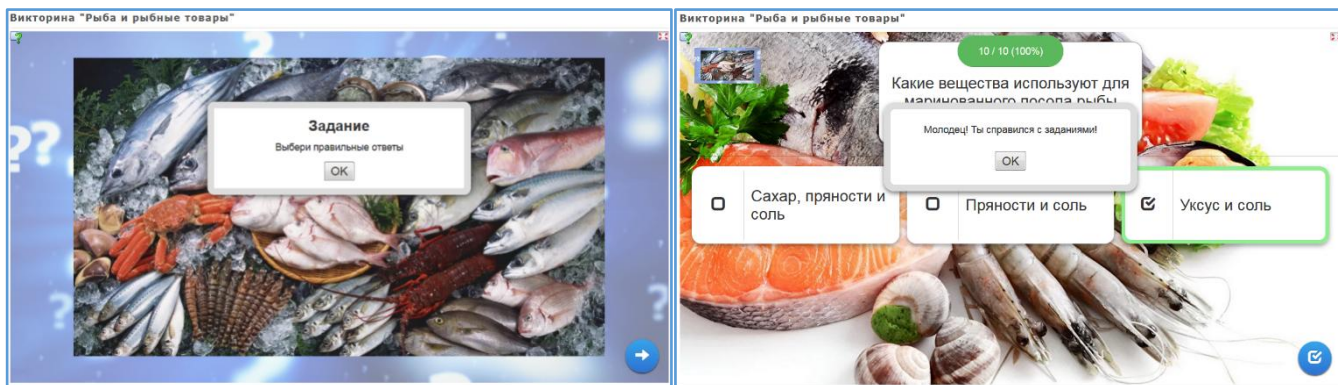 Викторина "Рыба и рыбные товары"
Задание
Выбери правильные ответы
OK
Викторина "Рыба и рыбные товары"
10 / 10 (100%)
Какие вещества используют для
маринованного посола рыбы
Молодец! Ты справился с заданиями!
OK
Сахар, пряности и
соль
Пряности и соль
Уксус и соль